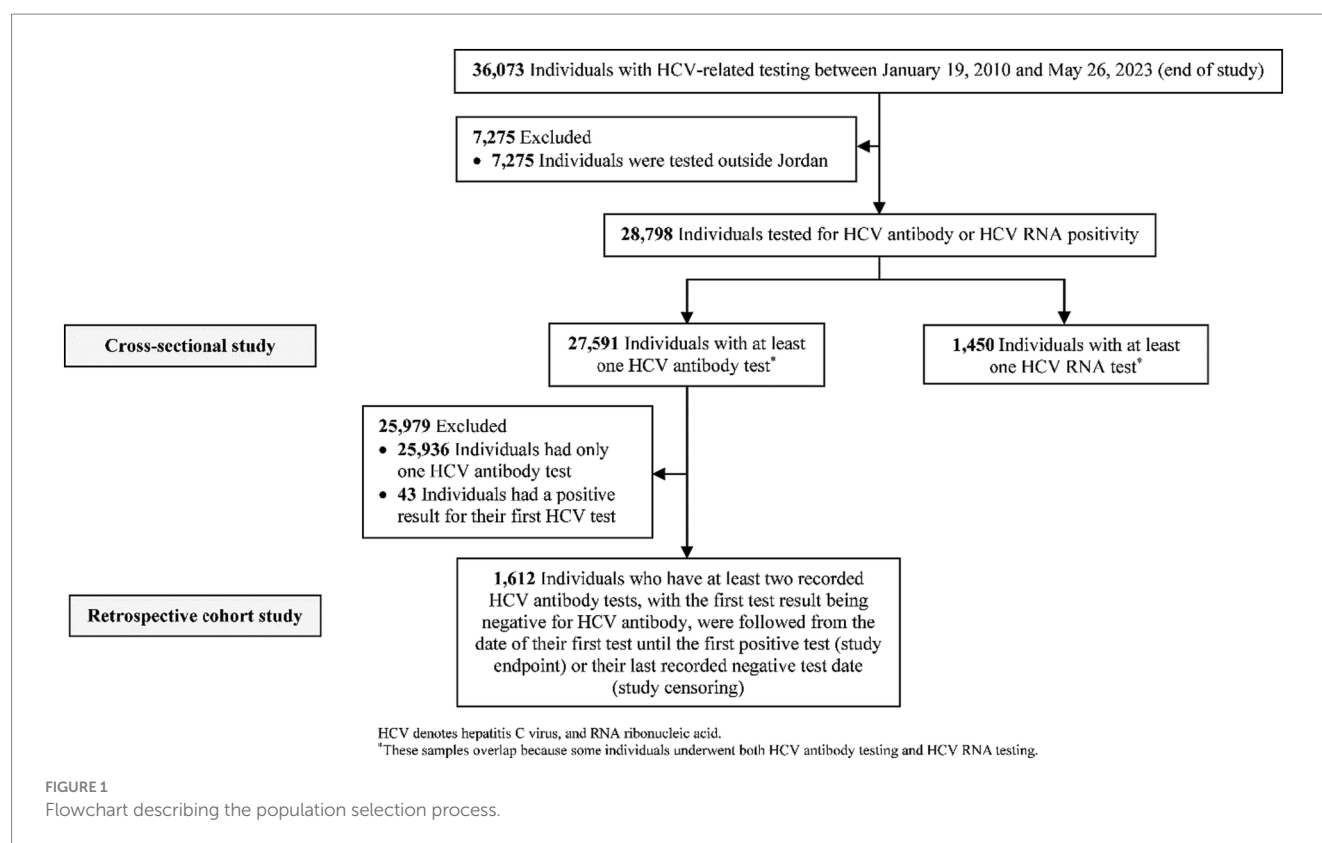 36,073 Individuals with HCV-related testing between January 19, 2010 and May 26, 2023 (end of study)
7,275 Excluded
• 7,275 Individuals were tested outside Jordan
28,798 Individuals tested for HCV antibody or HCV RNA positivity
Cross-sectional study
27,591 Individuals with at least
one HCV antibody test*
1,450 Individuals with at least
one HCV RNA test*
25,979 Excluded
• 25,936 Individuals had only
one HCV antibody test
• 43 Individuals had a positive
result for their first HCV test
Retrospective cohort study
1,612 Individuals who have at least two recorded
HCV antibody tests, with the first test result being
negative for HCV antibody, were followed from the
date of their first test until the first positive test (study
endpoint) or their last recorded negative test date
(study censoring)
HCV denotes hepatitis C virus, and RNA ribonucleic acid.
*These samples overlap because some individuals underwent both HCV antibody testing and HCV RNA testing.
FIGURE 1
Flowchart describing the population selection process.